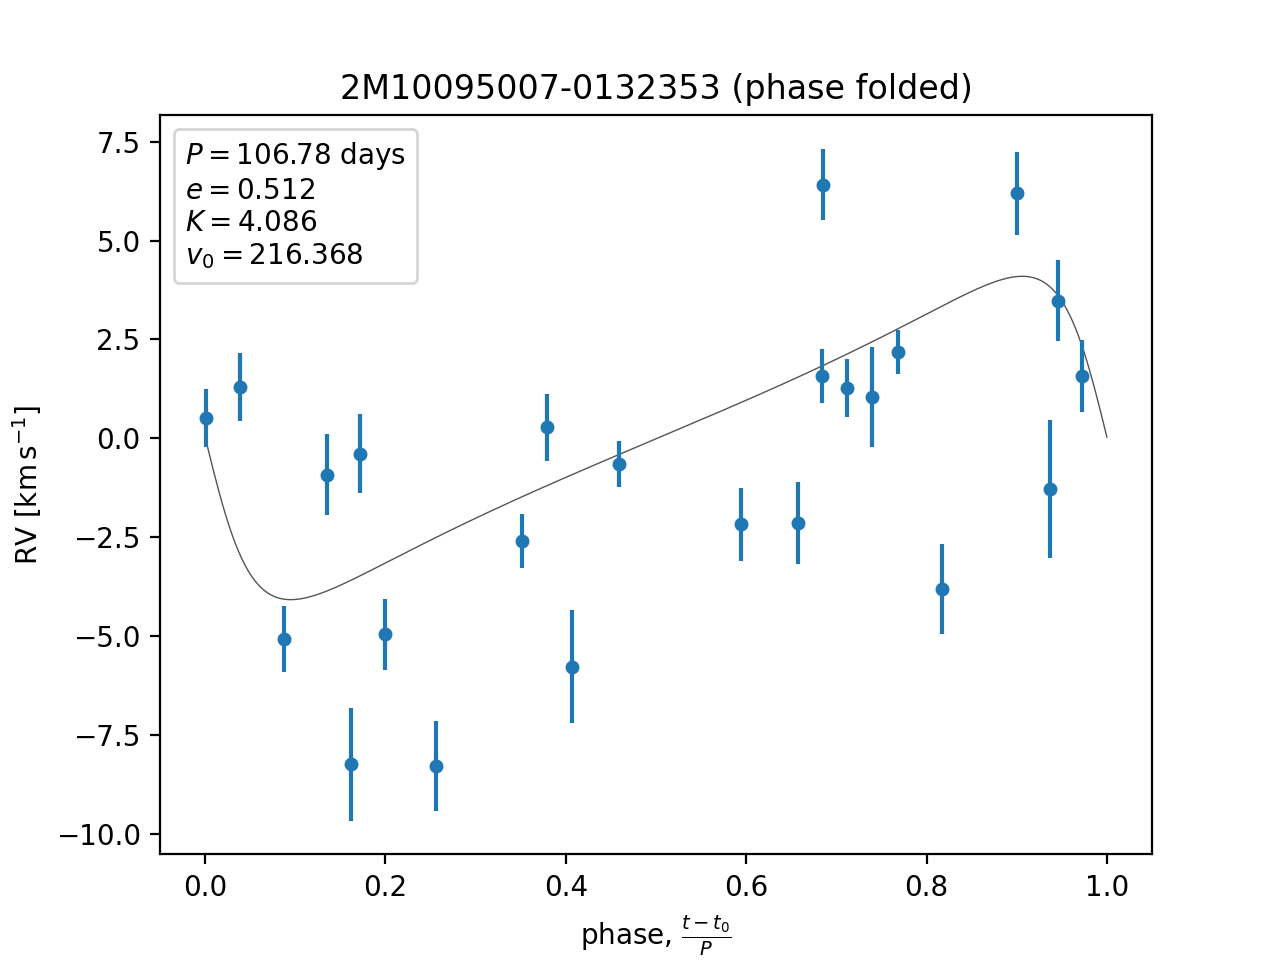 2M10095007-0132353 (phase folded)
P = 106.78 days
e = 0.512
K = 4.086
v₀ = 216.368
7.5
5.0
2.5
0.0
−2.5
−5.0
−7.5
−10.0
RV [km s⁻¹]
0.0 0.2 0.4 0.6 0.8 1.0
phase, (t − t₀)/P